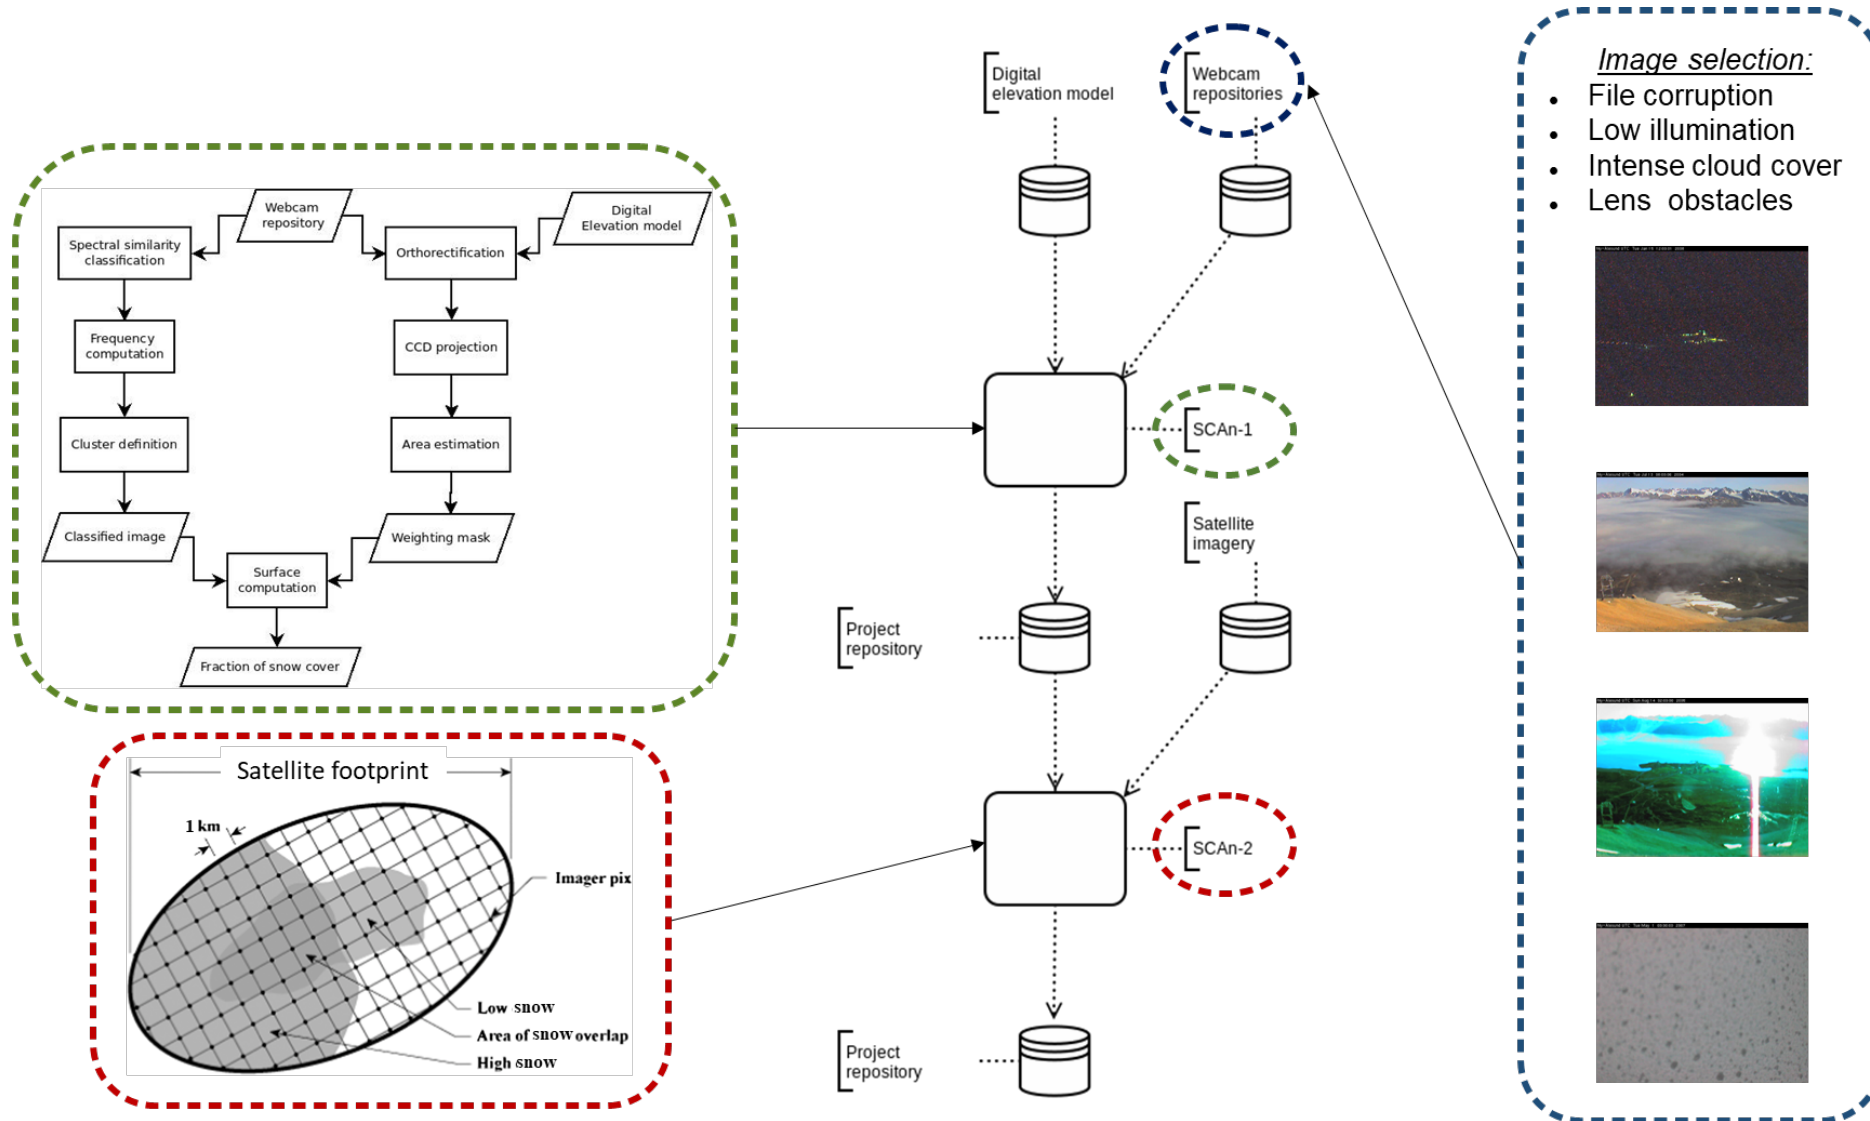 Digital
elevation model
Webcam
repositories
SCAn-1
Satellite
imagery
Project
repository
SCAn-2
Project
repository
Webcam
repository
Digital
Elevation model
Spectral similarity
classification
Orthorectification
Frequency
computation
CCD projection
Cluster definition
Area estimation
Classified image
Weighting mask
Surface
computation
Fraction of snow cover
Satellite footprint
1 km
Imager pix
Low snow
Area of snow overlap
High snow
Image selection:
• File corruption
• Low illumination
• Intense cloud cover
• Lens obstacles